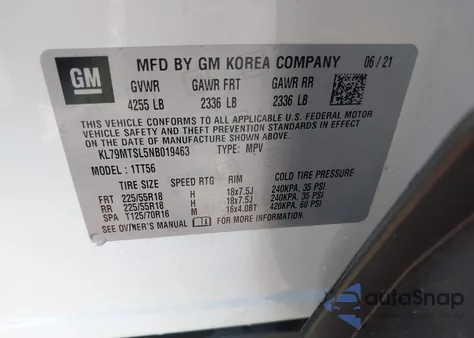 GM
MFD BY GM KOREA COMPANY 06/21
GVWR GAWR FRT GAWR RR
4255 LB 2336 LB 2336 LB
THIS VEHICLE CONFORMS TO ALL APPLICABLE U.S. FEDERAL MOTOR
VEHICLE SAFETY, BUMPER, AND THEFT PREVENTION STANDARDS IN
EFFECT ON THE DATE OF MANUFACTURE SHOWN ABOVE.
KL79MTSL5NB019463 TYPE: MPV
MODEL: 1TT56
SPEED RTG RIM COLD TIRE PRESSURE
FRT 225/55R18 H 18x7.5J 240KPA, 35 PSI
RR 225/55R18 H 18x7.5J 240KPA, 35 PSI
SPA T125/70R16 M 16x4.0BT 420KPA, 60 PSI
SEE OWNER'S MANUAL FOR MORE INFORMATION
autoSnap